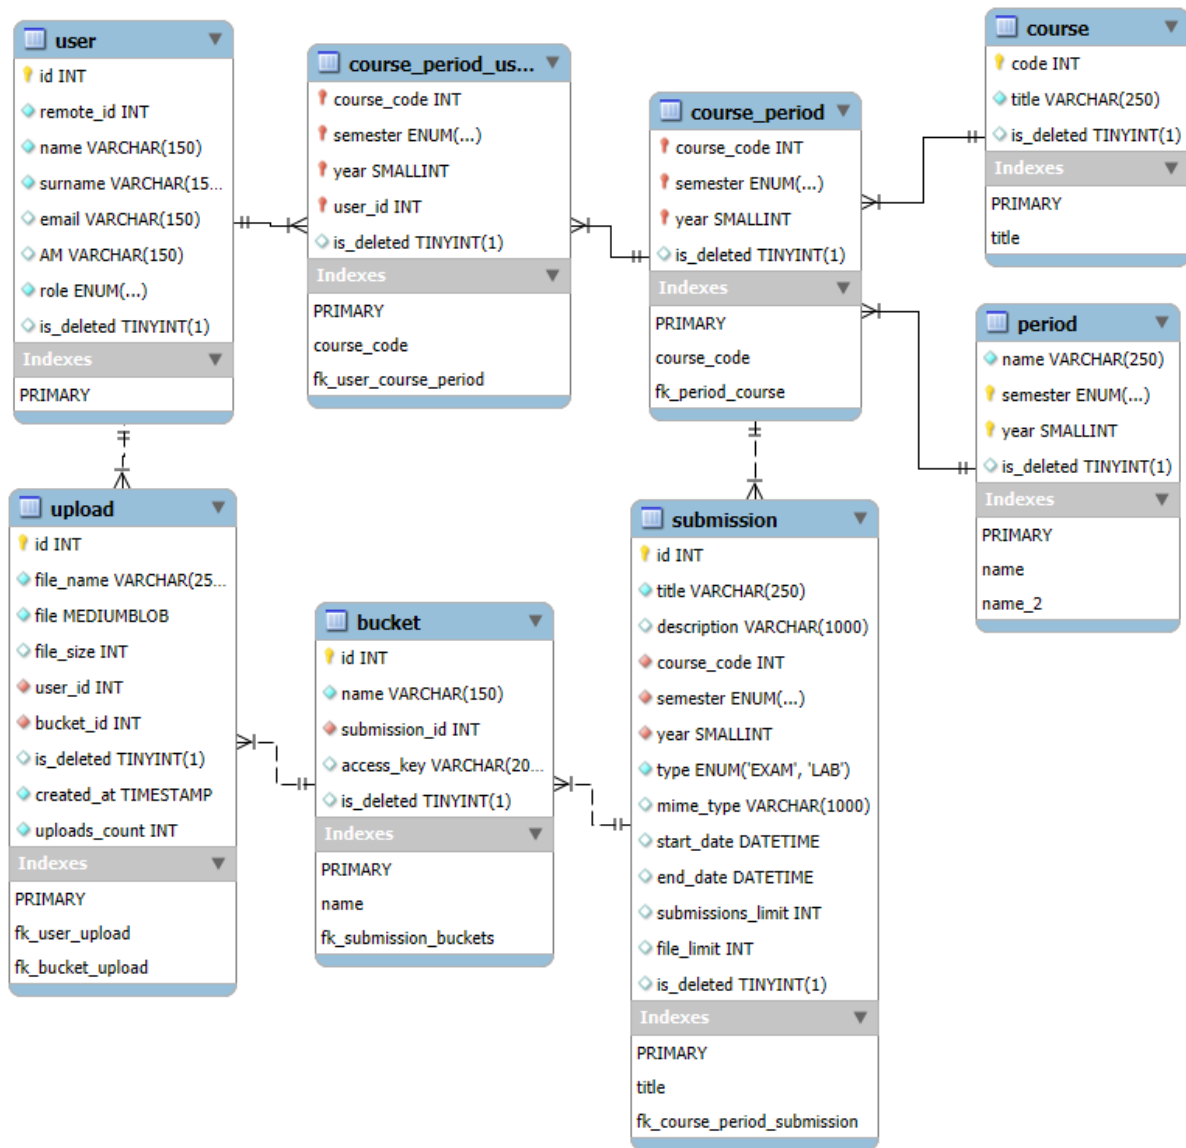 user
id INT
remote_id INT
name VARCHAR(150)
surname VARCHAR(15...
email VARCHAR(150)
AM VARCHAR(150)
role ENUM(...)
is_deleted TINYINT(1)
Indexes
PRIMARY
course_period_us...
course_code INT
semester ENUM(...)
year SMALLINT
user_id INT
is_deleted TINYINT(1)
Indexes
PRIMARY
course_code
fk_user_course_period
course_period
course_code INT
semester ENUM(...)
year SMALLINT
is_deleted TINYINT(1)
Indexes
PRIMARY
course_code
fk_period_course
course
code INT
title VARCHAR(250)
is_deleted TINYINT(1)
Indexes
PRIMARY
title
period
name VARCHAR(250)
semester ENUM(...)
year SMALLINT
is_deleted TINYINT(1)
Indexes
PRIMARY
name
name_2
upload
id INT
file_name VARCHAR(25...
file MEDIUMBLOB
file_size INT
user_id INT
bucket_id INT
is_deleted TINYINT(1)
created_at TIMESTAMP
uploads_count INT
Indexes
PRIMARY
fk_user_upload
fk_bucket_upload
bucket
id INT
name VARCHAR(150)
submission_id INT
access_key VARCHAR(20...
is_deleted TINYINT(1)
Indexes
PRIMARY
name
fk_submission_buckets
submission
id INT
title VARCHAR(250)
description VARCHAR(1000)
course_code INT
semester ENUM(...)
year SMALLINT
type ENUM('EXAM', 'LAB')
mime_type VARCHAR(1000)
start_date DATETIME
end_date DATETIME
submissions_limit INT
file_limit INT
is_deleted TINYINT(1)
Indexes
PRIMARY
title
fk_course_period_submission